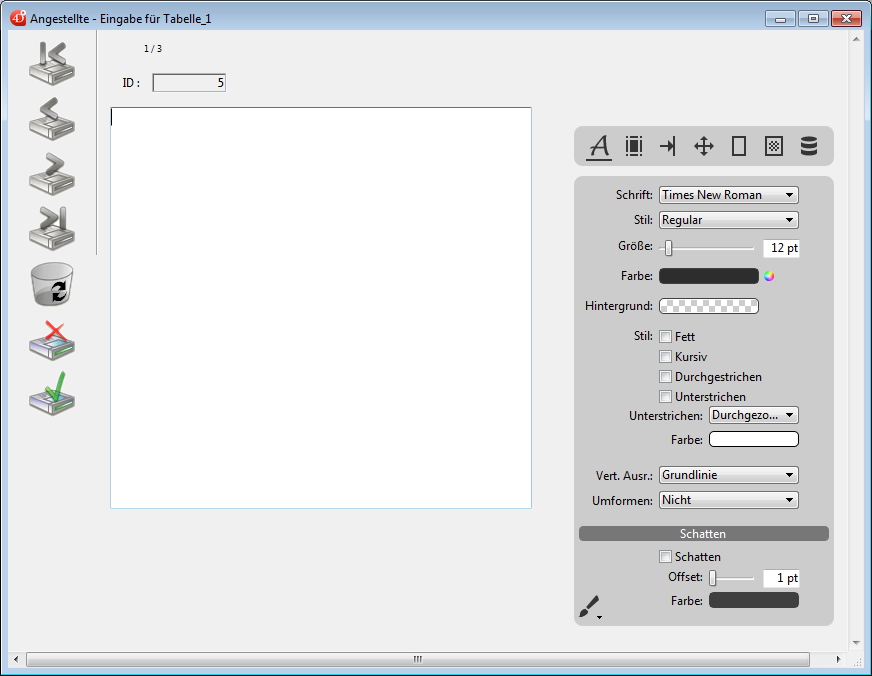 Angestellte - Eingabe für Tabelle_1
1 / 3
ID :
5
Schrift: Times New Roman
Stil: Regular
Größe: 12 pt
Farbe:
Hintergrund:
Stil: Fett
Kursiv
Durchgestrichen
Unterstrichen
Unterstrichen: Durchgezo...
Farbe:
Vert. Ausr.: Grundlinie
Umformen: Nicht
Schatten
Schatten
Offset: 1 pt
Farbe: